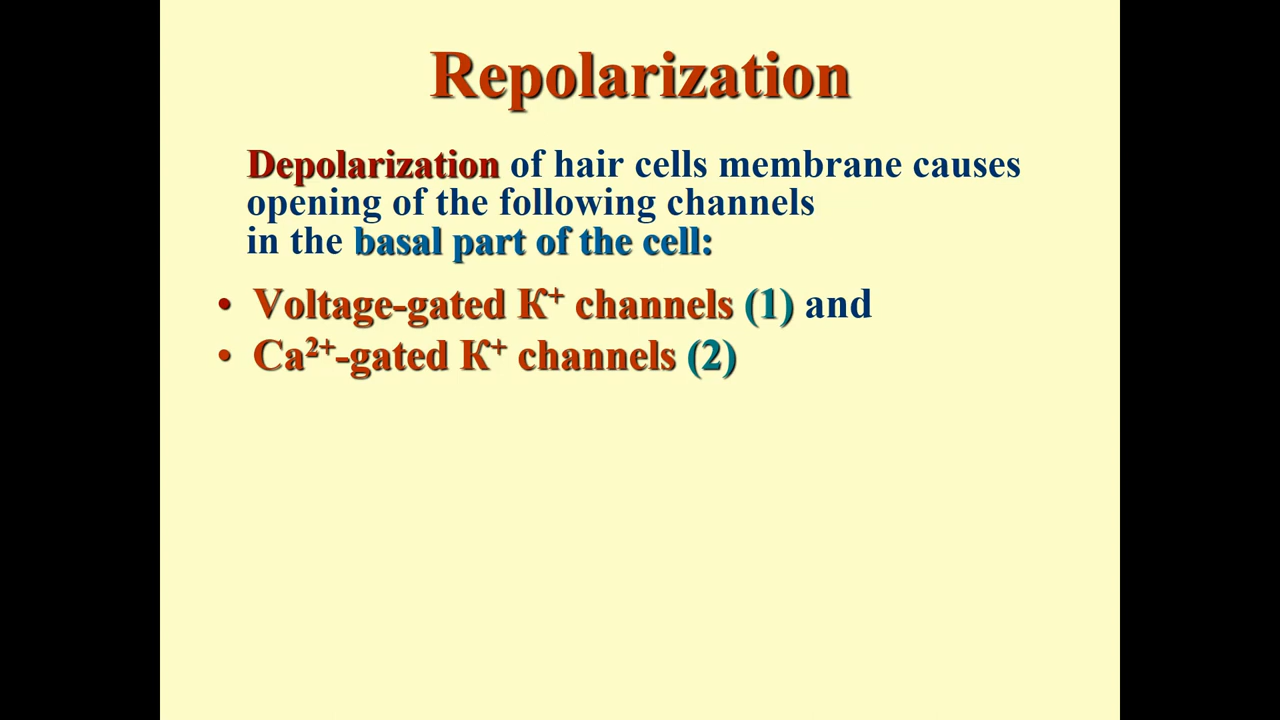 Repolarization
Depolarization of hair cells membrane causes
opening of the following channels
in the basal part of the cell:
• Voltage-gated K⁺ channels (1) and
• Ca²⁺-gated K⁺ channels (2)